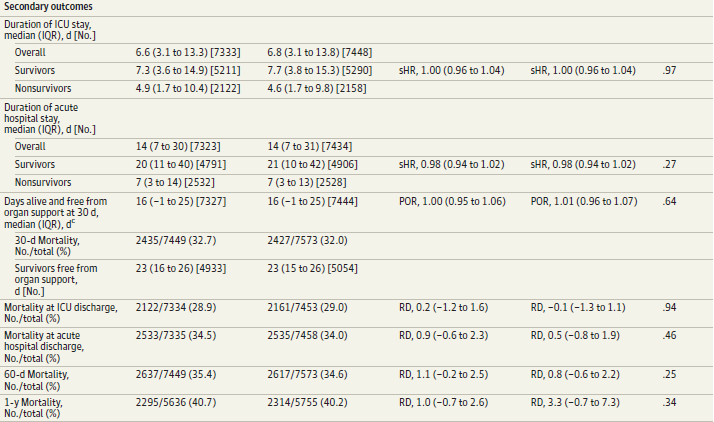 Secondary outcomes
Duration of ICU stay,
median (IQR), d [No.]
Overall 6.6 (3.1 to 13.3) [7333] 6.8 (3.1 to 13.8) [7448]
Survivors 7.3 (3.6 to 14.9) [5211] 7.7 (3.8 to 15.3) [5290] sHR, 1.00 (0.96 to 1.04) sHR, 1.00 (0.96 to 1.04) .97
Nonsurvivors 4.9 (1.7 to 10.4) [2122] 4.6 (1.7 to 9.8) [2158]
Duration of acute
hospital stay,
median (IQR), d [No.]
Overall 14 (7 to 30) [7323] 14 (7 to 31) [7434]
Survivors 20 (11 to 40) [4791] 21 (10 to 42) [4906] sHR, 0.98 (0.94 to 1.02) sHR, 0.98 (0.94 to 1.02) .27
Nonsurvivors 7 (3 to 14) [2532] 7 (3 to 13) [2528]
Days alive and free from 16 (−1 to 25) [7327] 16 (−1 to 25) [7444] POR, 1.00 (0.95 to 1.06) POR, 1.01 (0.96 to 1.07) .64
organ support at 30 d,
median (IQR), dc
30-d Mortality, 2435/7449 (32.7) 2427/7573 (32.0)
No./total (%)
Survivors free from 23 (16 to 26) [4933] 23 (15 to 26) [5054]
organ support,
d [No.]
Mortality at ICU discharge, 2122/7334 (28.9) 2161/7453 (29.0) RD, 0.2 (−1.2 to 1.6) RD, −0.1 (−1.3 to 1.1) .94
No./total (%)
Mortality at acute 2533/7335 (34.5) 2535/7458 (34.0) RD, 0.9 (−0.6 to 2.3) RD, 0.5 (−0.8 to 1.9) .46
hospital discharge,
No./total (%)
60-d Mortality, 2637/7449 (35.4) 2617/7573 (34.6) RD, 1.1 (−0.2 to 2.5) RD, 0.8 (−0.6 to 2.2) .25
No./total (%)
1-y Mortality, 2295/5636 (40.7) 2314/5755 (40.2) RD, 1.0 (−0.7 to 2.6) RD, 3.3 (−0.7 to 7.3) .34
No./total (%)